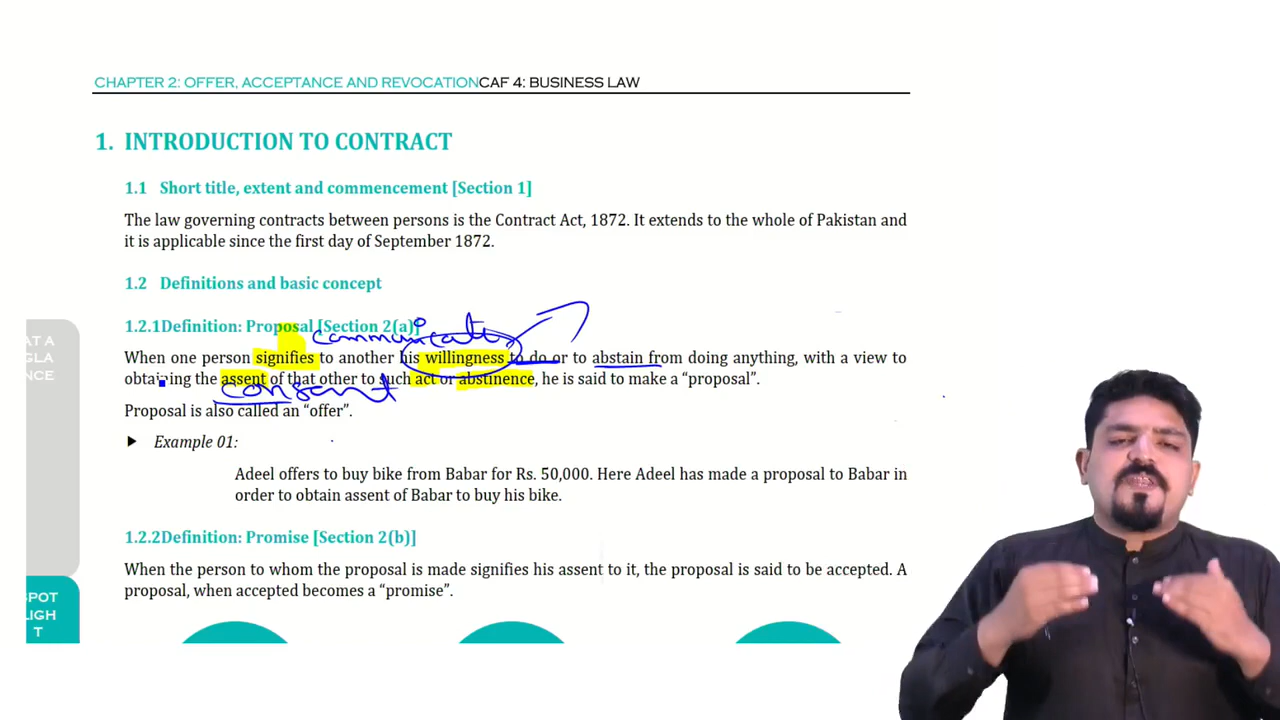 CHAPTER 2: OFFER, ACCEPTANCE AND REVOCATIONCAF 4: BUSINESS LAW
1. INTRODUCTION TO CONTRACT
1.1 Short title, extent and commencement [Section 1]
The law governing contracts between persons is the Contract Act, 1872. It extends to the whole of Pakistan and
it is applicable since the first day of September 1872.
1.2 Definitions and basic concept
1.2.1Definition: Proposal [Section 2(a)]
When one person signifies to another his willingness to do or to abstain from doing anything, with a view to
obtaining the assent of that other to such act or abstinence, he is said to make a “proposal”.
consant
Proposal is also called an “offer”.
Example 01:
Adeel offers to buy bike from Babar for Rs. 50,000. Here Adeel has made a proposal to Babar in
order to obtain assent of Babar to buy his bike.
1.2.2Definition: Promise [Section 2(b)]
When the person to whom the proposal is made signifies his assent to it, the proposal is said to be accepted. A
proposal, when accepted becomes a “promise”.
AT A
GLA
NCE
SPOT
LIGH
T